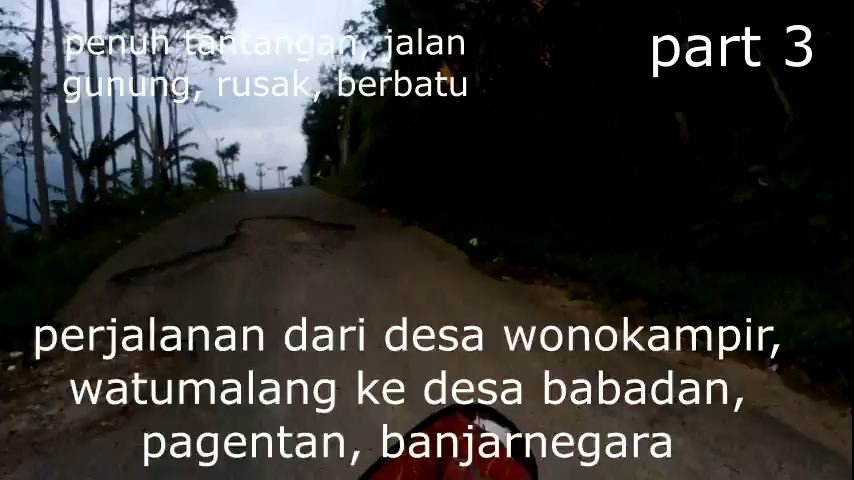 penuh tantangan, jalan
gunung, rusak, berbatu
part 3
perjalanan dari desa wonokampir,
watumalang ke desa babadan,
pagentan, banjarnegara